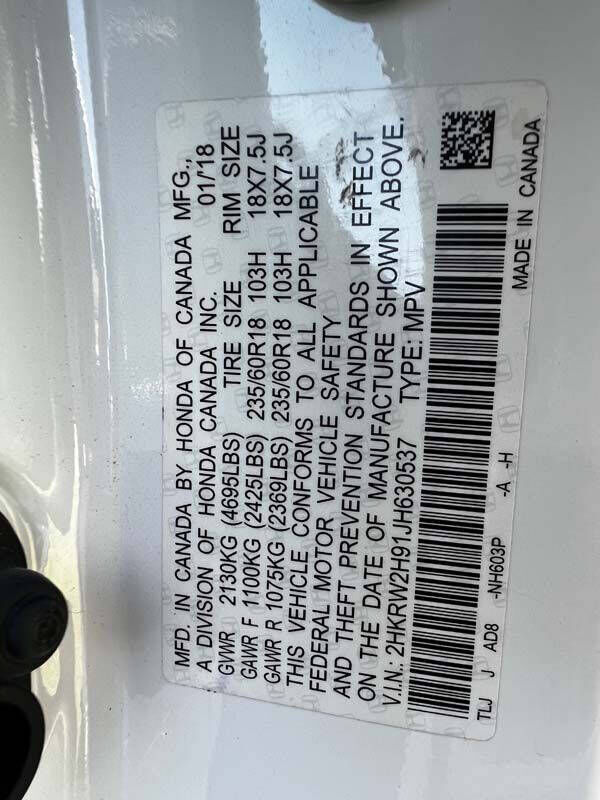 MFD. IN CANADA BY HONDA OF CANADA MFG.,
A DIVISION OF HONDA CANADA INC. 01/18
GVWR 2130KG (4695LBS) TIRE SIZE RIM SIZE
GAWR F 1100KG (2425LBS) 235/60R18 103H 18X7.5J
GAWR R 1075KG (2369LBS) 235/60R18 103H 18X7.5J
THIS VEHICLE CONFORMS TO ALL APPLICABLE
FEDERAL MOTOR VEHICLE SAFETY
AND THEFT PREVENTION STANDARDS IN EFFECT
ON THE DATE OF MANUFACTURE SHOWN ABOVE.
V.I.N.: 2HKRW2H91JH630537 TYPE: MPV
TLJ J AD8 -NH603P -A -H MADE IN CANADA